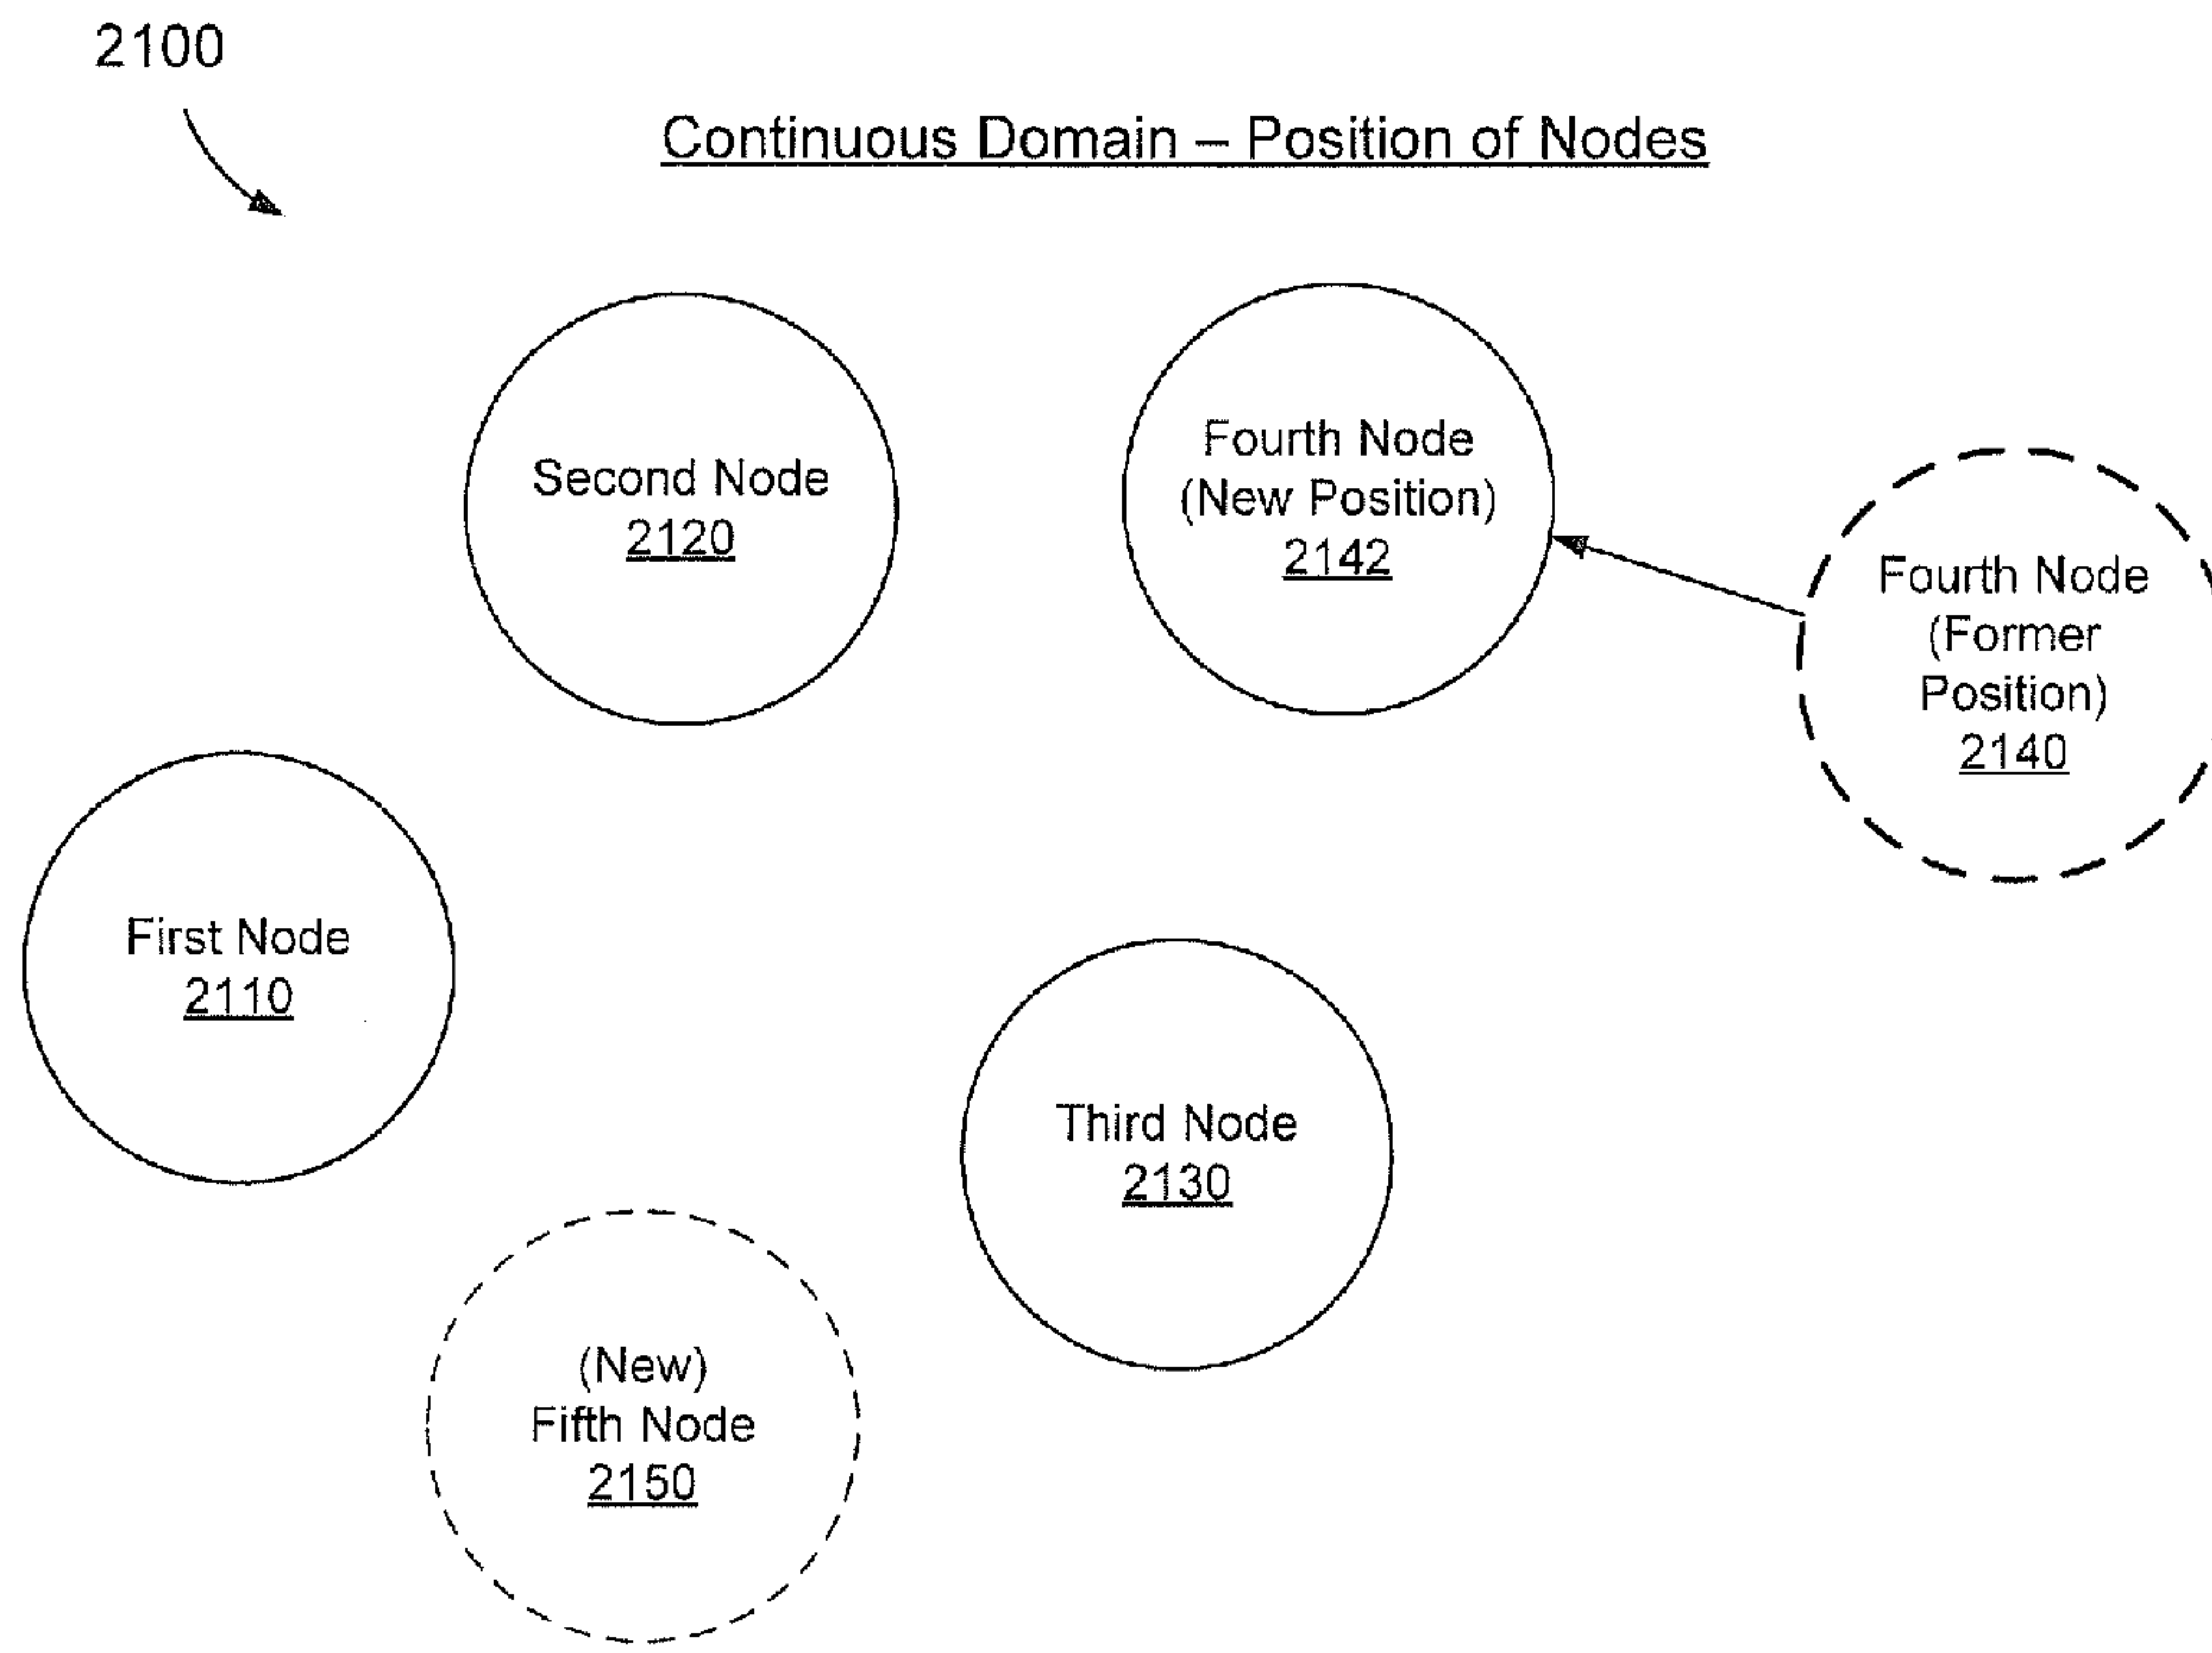 2100
Continuous Domain – Position of Nodes
Second Node
2120
Fourth Node
(New Position)
2142
Fourth Node
(Former
Position)
2140
First Node
2110
Third Node
2130
(New)
Fifth Node
2150